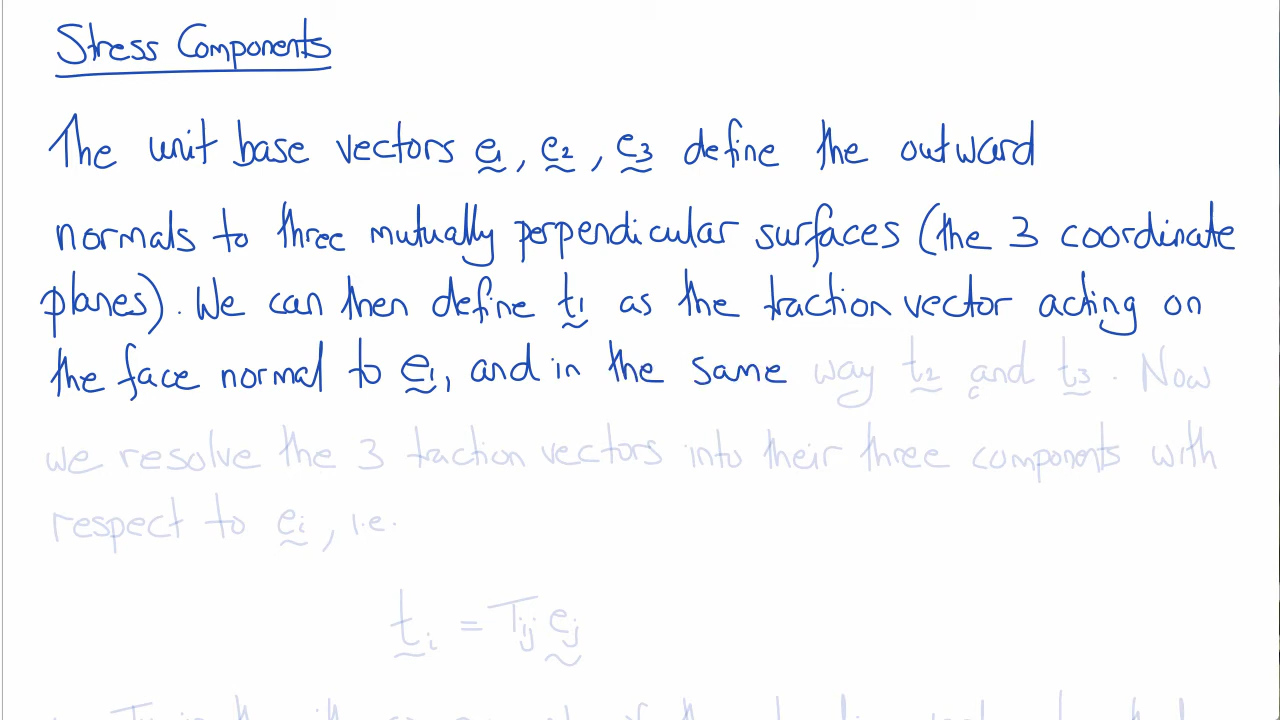 Stress Components
The unit base vectors e1, e2, e3 define the outward
normals to three mutually perpendicular surfaces (the 3 coordinate
planes). We can then define t1 as the traction vector acting on
the face normal to e1, and in the same way t2 and t3. Now
we resolve the 3 traction vectors into their three components with
respect to ei, i.e.
ti = Tij ej